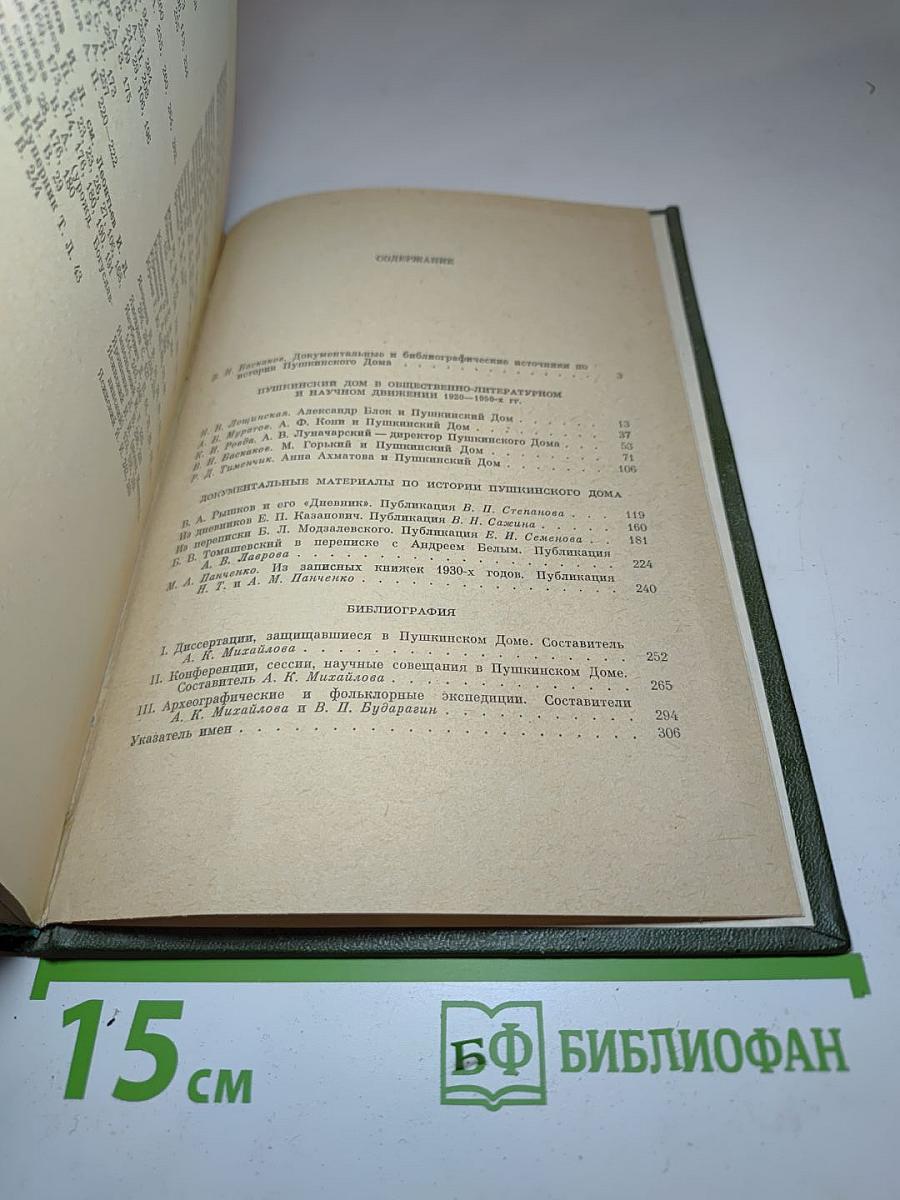 СОДЕРЖАНИЕ
В. Н. Баскаков. Документальные и библиографические источники по
истории Пушкинского Дома . . . . . . . . . . . . 3
ПУШКИНСКИЙ ДОМ В ОБЩЕСТВЕННО-ЛИТЕРАТУРНОМ
И НАУЧНОМ ДВИЖЕНИИ 1920—1950-х гг.
Н. В. Лощинская. Александр Блок и Пушкинский Дом . . . . . . 13
А. Б. Муратов. А. Ф. Кони и Пушкинский Дом . . . . . . . 37
К. И. Ровда. А. В. Луначарский — директор Пушкинского Дома . . . 53
В. Н. Баскаков. М. Горький и Пушкинский Дом . . . . . . . 71
Р. Д. Тименчик. Анна Ахматова и Пушкинский Дом . . . . . . 106
ДОКУМЕНТАЛЬНЫЕ МАТЕРИАЛЫ ПО ИСТОРИИ ПУШКИНСКОГО ДОМА
В. А. Рышков и его «Дневник». Публикация В. П. Степанова . . . 119
Из дневников Е. П. Казанович. Публикация В. Н. Сажина . . . . . 160
Из переписки Б. Л. Модзалевского. Публикация Е. И. Семенова . . 181
Б. В. Томашевский в переписке с Андреем Белым. Публикация
А. В. Лаврова . . . . . . . . . . . . . . . . . . 224
М. А. Панченко. Из записных книжек 1930-х годов. Публикация
Н. Т. и А. М. Панченко . . . . . . . . . . . . . . 240
БИБЛИОГРАФИЯ
I. Диссертации, защищавшиеся в Пушкинском Доме. Составитель
А. К. Михайлова . . . . . . . . . . . . . . . . . 252
II. Конференции, сессии, научные совещания в Пушкинском Доме.
Составитель А. К. Михайлова . . . . . . . . . . . . . 265
III. Археографические и фольклорные экспедиции. Составители
А. К. Михайлова и В. П. Бударагин . . . . . . . . . . 294
Указатель имен . . . . . . . . . . . . . . . . . . . . . 306
15 см
БФ БИБЛИОФАН